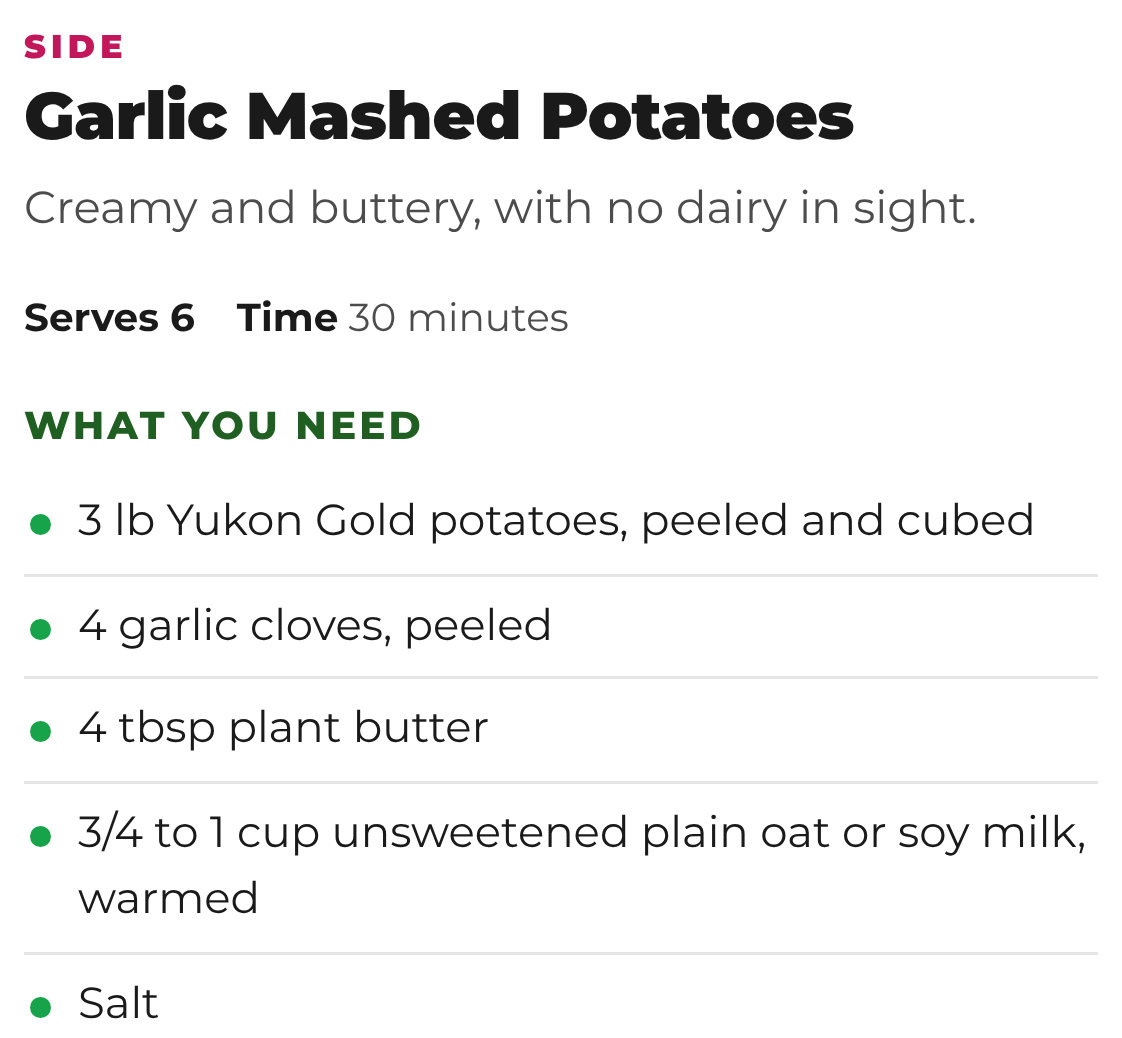 SIDE
Garlic Mashed Potatoes
Creamy and buttery, with no dairy in sight.
Serves 6 Time 30 minutes
WHAT YOU NEED
3 lb Yukon Gold potatoes, peeled and cubed
4 garlic cloves, peeled
4 tbsp plant butter
3/4 to 1 cup unsweetened plain oat or soy milk,
warmed
Salt